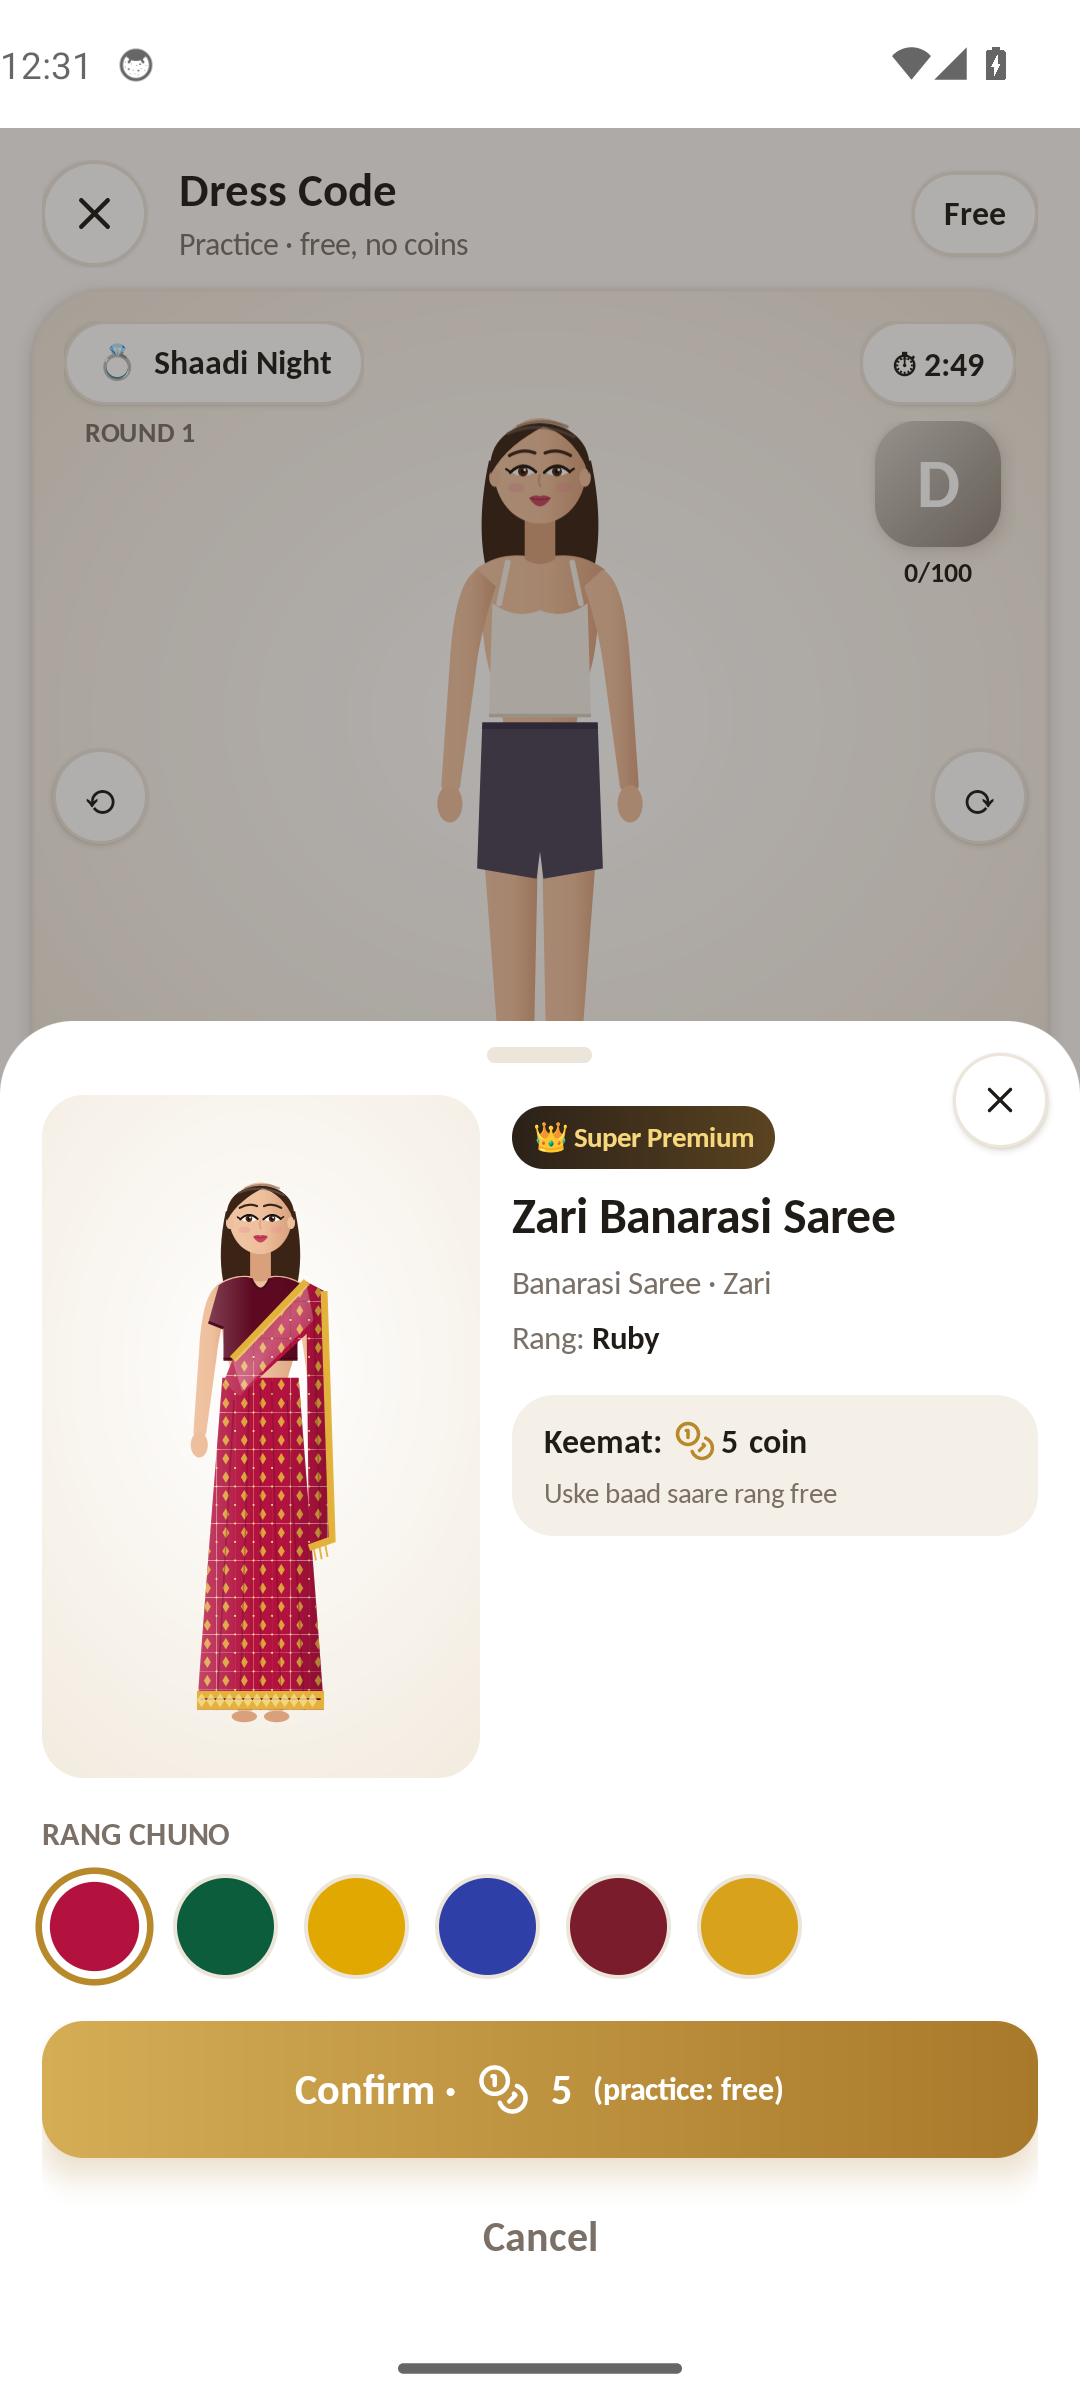 12:31
Dress Code
Practice · free, no coins
Free
💍 Shaadi Night
⏱ 2:49
ROUND 1
D
0/100
👑 Super Premium
Zari Banarasi Saree
Banarasi Saree · Zari
Rang: Ruby
Keemat: 5 coin
Uske baad saare rang free
RANG CHUNO
Confirm · 5 (practice: free)
Cancel